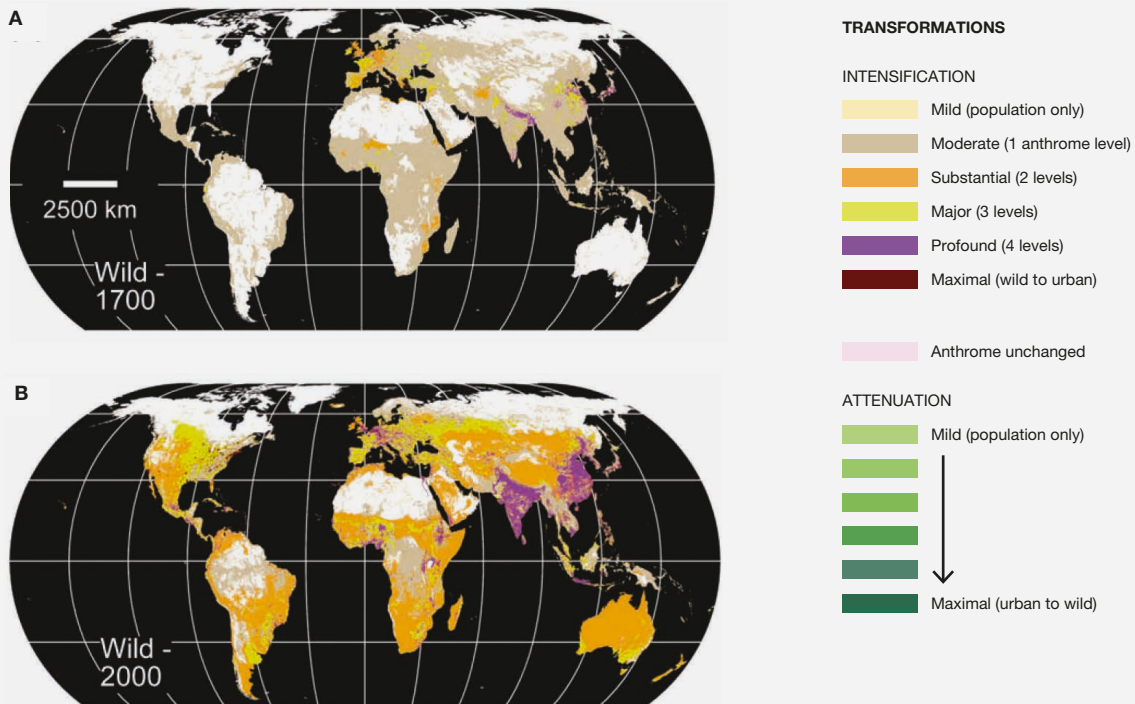 A
2500 km
Wild -
1700
B
Wild -
2000
TRANSFORMATIONS
INTENSIFICATION
Mild (population only)
Moderate (1 anthrome level)
Substantial (2 levels)
Major (3 levels)
Profound (4 levels)
Maximal (wild to urban)
Anthrome unchanged
ATTENUATION
Mild (population only)
Maximal (urban to wild)